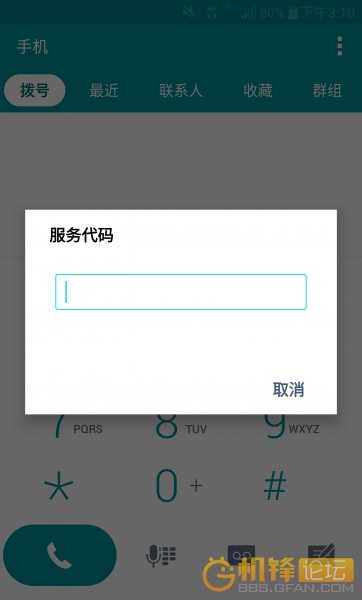 80% 下午3:10
手机
拨号 最近 联系人 收藏 群组
服务代码
取消
7 PQRS 8 TUV 9 WXYZ
* 0 + #
机锋论坛
BBS.GFAN.COM